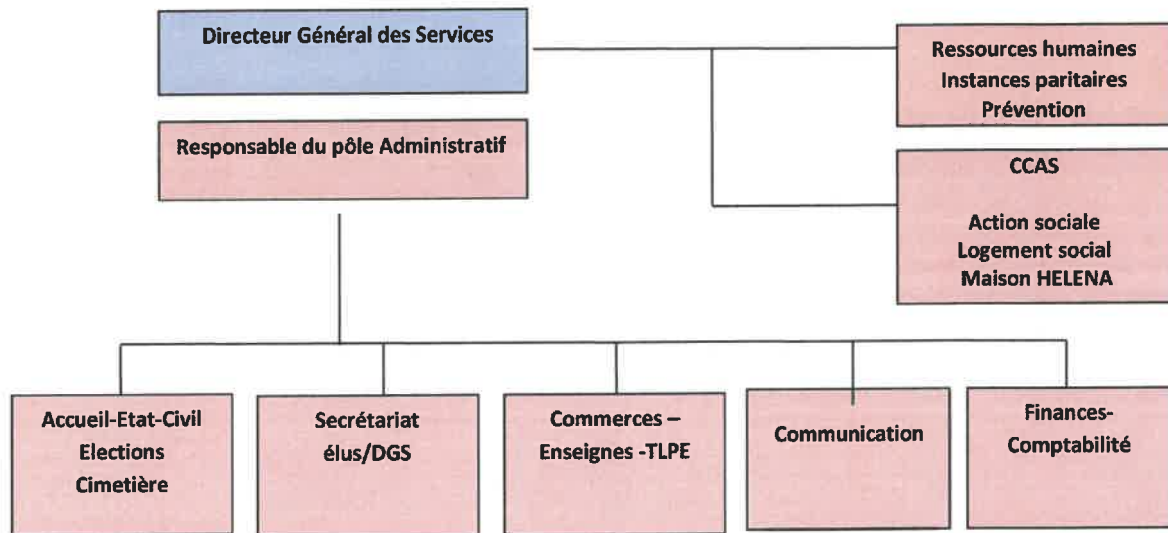 Directeur Général des Services
Ressources humaines
Instances paritaires
Prévention
Responsable du pôle Administratif
CCAS
Action sociale
Logement social
Maison HELENA
Accueil-Etat-Civil
Elections
Cimetière
Secrétariat
élus/DGS
Commerces –
Enseignes -TLPE
Communication
Finances-
Comptabilité